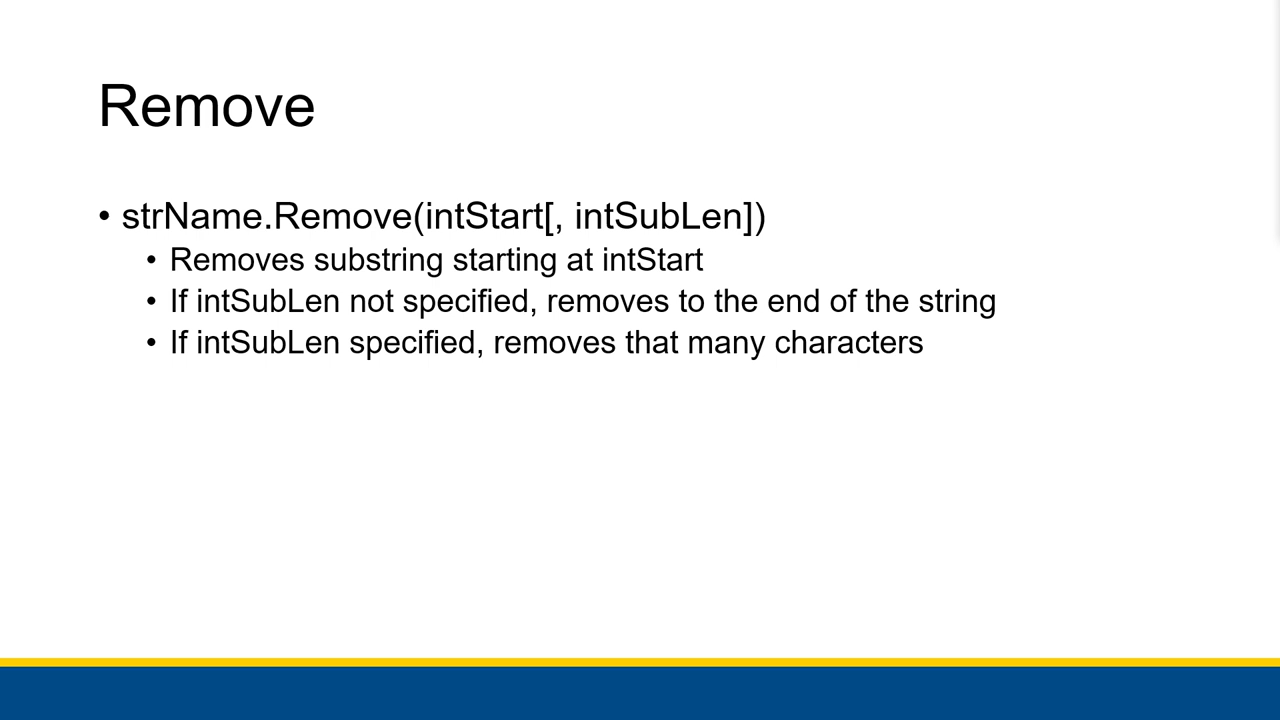 Remove
• strName.Remove(intStart[, intSubLen])
• Removes substring starting at intStart
• If intSubLen not specified, removes to the end of the string
• If intSubLen specified, removes that many characters